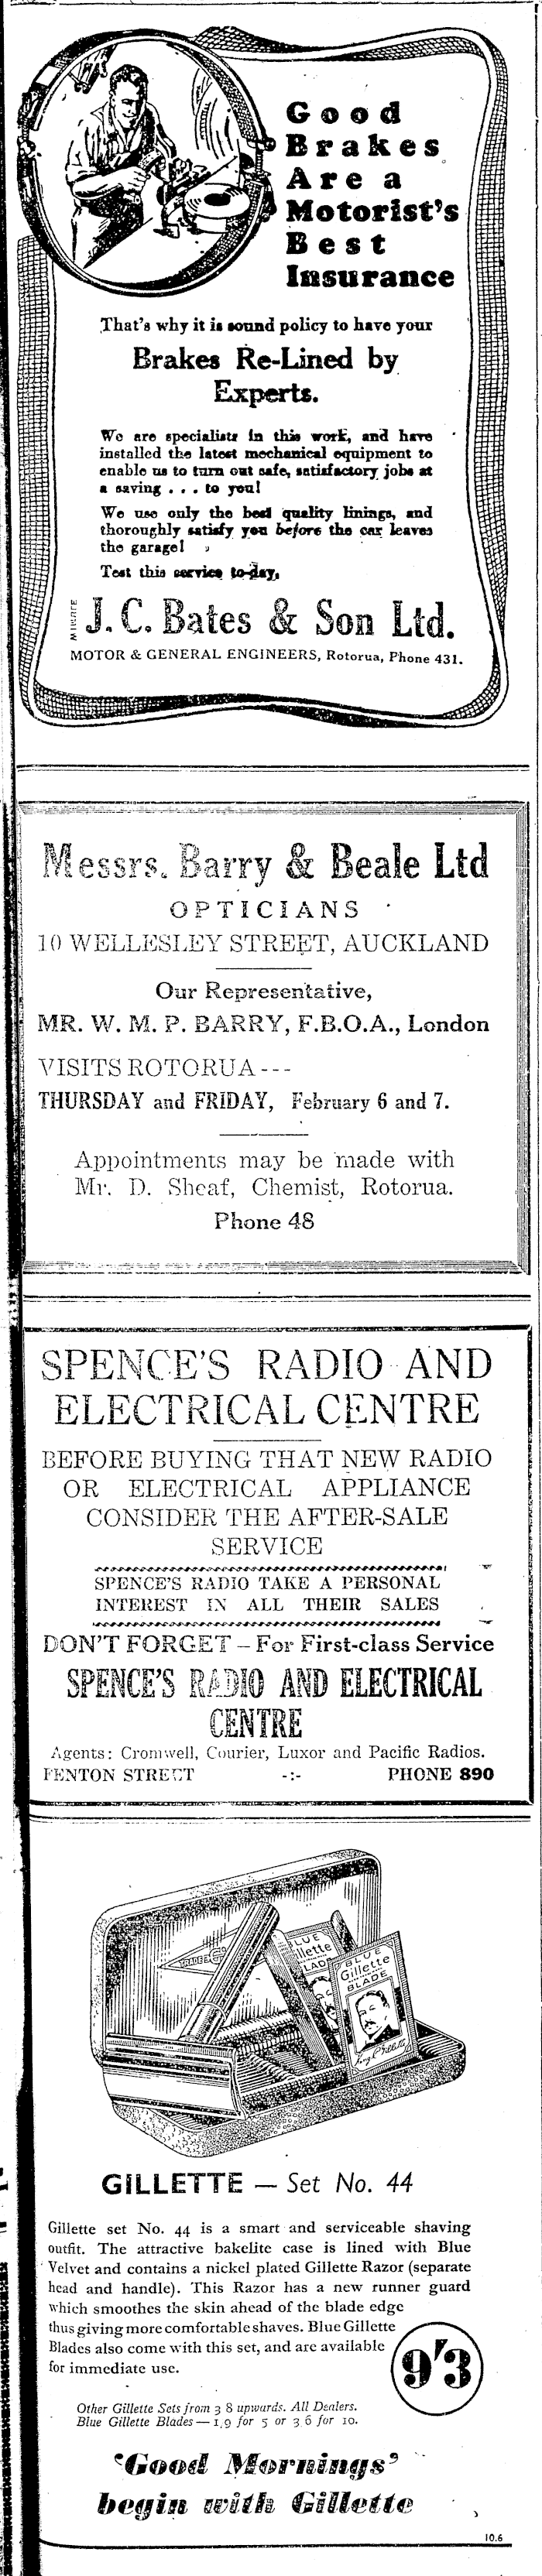 Good
Brakes
Are a
Motorist's
Best
Insurance
That's why it is sound policy to have your
Brakes Re-Lined by
Experts.
We are specialists in this work, and have
installed the latest mechanical equipment to
enable us to turn out safe, satisfactory jobs at
a saving . . . to you!
We use only the best quality linings, and
thoroughly satisfy you before the car leaves
the garage!
Test this service to-day,
J. C. Bates & Son Ltd.
MOTOR & GENERAL ENGINEERS, Rotorua, Phone 431.
Messrs. Barry & Beale Ltd
OPTICIANS
10 WELLESLEY STREET, AUCKLAND
Our Representative,
MR. W. M. P. BARRY, F.B.O.A., London
VISITS ROTORUA - - -
THURSDAY and FRIDAY, February 6 and 7.
Appointments may be made with
Mr. D. Sheaf, Chemist, Rotorua.
Phone 48
SPENCE'S RADIO AND
ELECTRICAL CENTRE
BEFORE BUYING THAT NEW RADIO
OR ELECTRICAL APPLIANCE
CONSIDER THE AFTER-SALE
SERVICE
SPENCE'S RADIO TAKE A PERSONAL
INTEREST IN ALL THEIR SALES
DON'T FORGET – For First-class Service
SPENCE'S RADIO AND ELECTRICAL
CENTRE
Agents: Cromwell, Courier, Luxor and Pacific Radios.
FENTON STREET -:- PHONE 890
BLUE
Gillette
BLADE
GILLETTE — Set No. 44
Gillette set No. 44 is a smart and serviceable shaving
outfit. The attractive bakelite case is lined with Blue
Velvet and contains a nickel plated Gillette Razor (separate
head and handle). This Razor has a new runner guard
which smoothes the skin ahead of the blade edge
thus giving more comfortable shaves. Blue Gillette
Blades also come with this set, and are available
for immediate use.
9'3
Other Gillette Sets from 3 8 upwards. All Dealers.
Blue Gillette Blades — 1,9 for 5 or 3 6 for 10.
'Good Mornings'
begin with Gillette
10.6